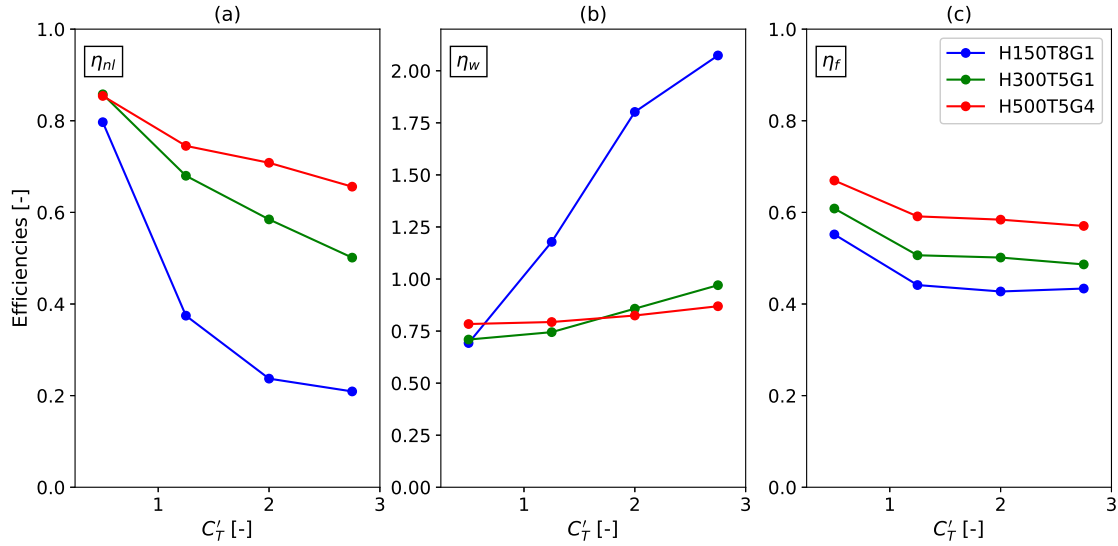 (a)
(b)
(c)
Efficiencies [-]
η_{nl}
1.0
0.8
0.6
0.4
0.2
0.0
1
2
3
C'_T [-]
η_w
2.00
1.75
1.50
1.25
1.00
0.75
0.50
0.25
0.00
1
2
3
C'_T [-]
η_f
H150T8G1
H300T5G1
H500T5G4
1.0
0.8
0.6
0.4
0.2
0.0
1
2
3
C'_T [-]